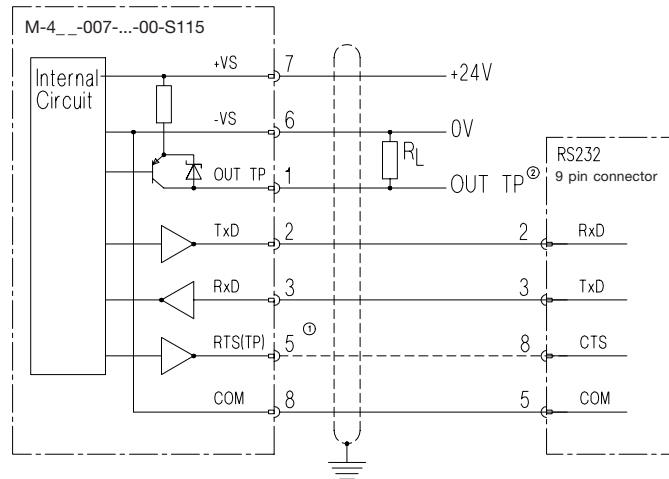 M-4_ _-007-...-00-S115
Internal
Circuit
+VS 7 +24V
-VS 6 0V
RL
OUT TP 1 OUT TP ②
RS232
9 pin connector
TxD 2 2 RxD
RxD 3 3 TxD
RTS(TP) 5 ① 8 CTS
COM 8 5 COM